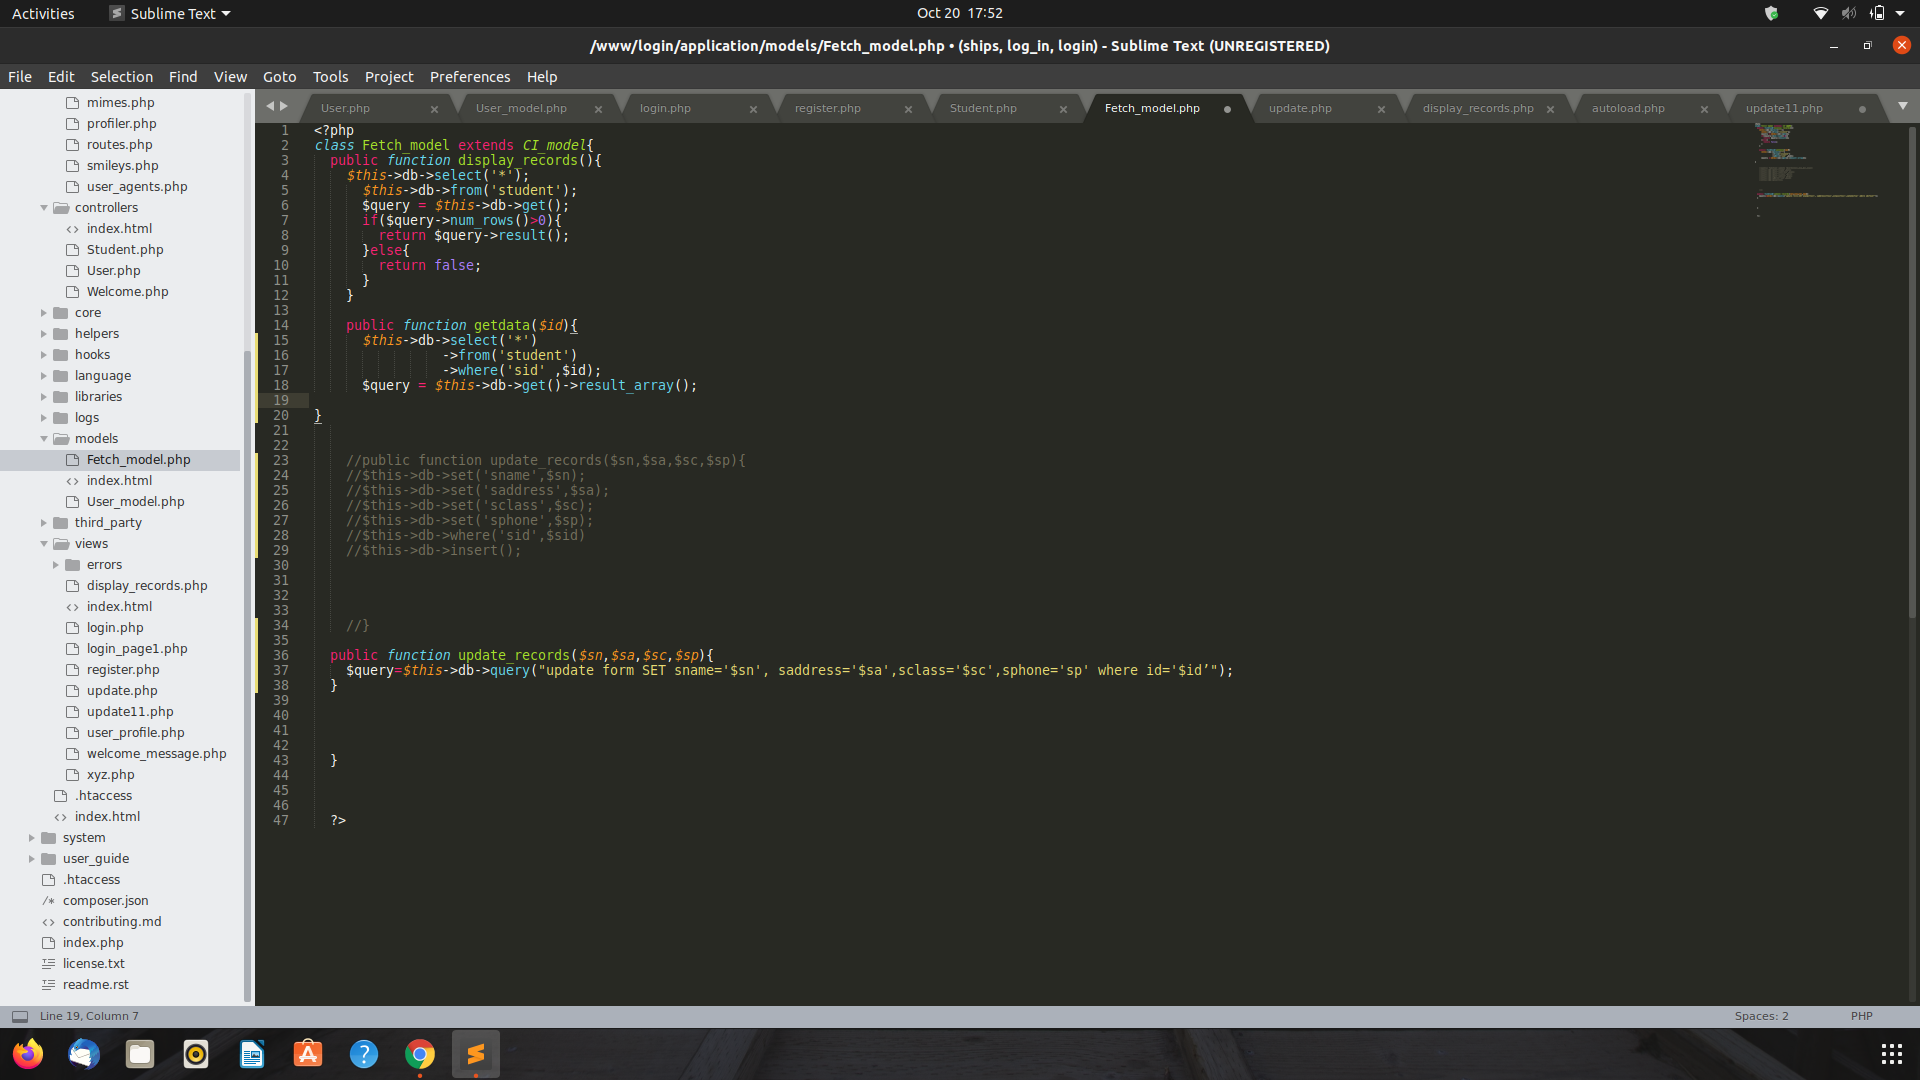 Activities
Sublime Text
Oct 20 17:52
/www/login/application/models/Fetch_model.php • (ships, log_in, login) - Sublime Text (UNREGISTERED)
File Edit Selection Find View Goto Tools Project Preferences Help
mimes.php
profiler.php
routes.php
smileys.php
user_agents.php
controllers
index.html
Student.php
User.php
Welcome.php
core
helpers
hooks
language
libraries
logs
models
Fetch_model.php
index.html
User_model.php
third_party
views
errors
display_records.php
index.html
login.php
login_page1.php
register.php
update.php
update11.php
user_profile.php
welcome_message.php
xyz.php
.htaccess
index.html
system
user_guide
.htaccess
composer.json
contributing.md
index.php
license.txt
readme.rst
User.php
User_model.php
login.php
register.php
Student.php
Fetch_model.php
update.php
display_records.php
autoload.php
update11.php
1 <?php
2 class Fetch_model extends CI_model{
3 public function display_records(){
4 $this->db->select('*');
5 $this->db->from('student');
6 $query = $this->db->get();
7 if($query->num_rows()>0){
8 return $query->result();
9 }else{
10 return false;
11 }
12 }
13
14 public function getdata($id){
15 $this->db->select('*')
16 ->from('student')
17 ->where('sid' ,$id);
18 $query = $this->db->get()->result_array();
19
20 }
21
22
23 //public function update_records($sn,$sa,$sc,$sp){
24 //$this->db->set('sname',$sn);
25 //$this->db->set('saddress',$sa);
26 //$this->db->set('sclass',$sc);
27 //$this->db->set('sphone',$sp);
28 //$this->db->where('sid',$sid)
29 //$this->db->insert();
30
31
32
33
34 //}
35
36 public function update_records($sn,$sa,$sc,$sp){
37 $query=$this->db->query("update form SET sname='$sn', saddress='$sa',sclass='$sc',sphone='sp' where id='$id’");
38 }
39
40
41
42
43 }
44
45
46
47 ?>
Line 19, Column 7
Spaces: 2
PHP